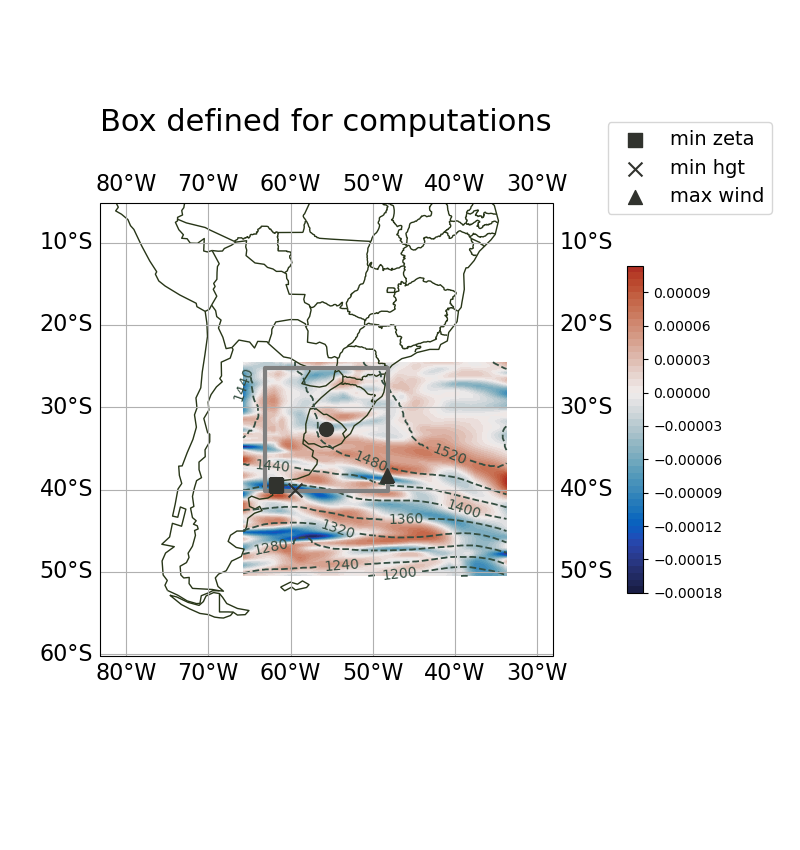 Box defined for computations
min zeta
min hgt
max wind
80°W 70°W 60°W 50°W 40°W 30°W
10°S 10°S
20°S 20°S
30°S 30°S
40°S 40°S
50°S 50°S
60°S
80°W 70°W 60°W 50°W 40°W 30°W
1440
1520
1480
1440
1400
1360
1320
1280
1240
1200
0.00009
0.00006
0.00003
0.00000
−0.00003
−0.00006
−0.00009
−0.00012
−0.00015
−0.00018